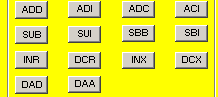 ADD ADI ADC ACI
SUB SUI SBB SBI
INR DCR INX DCX
DAD DAA